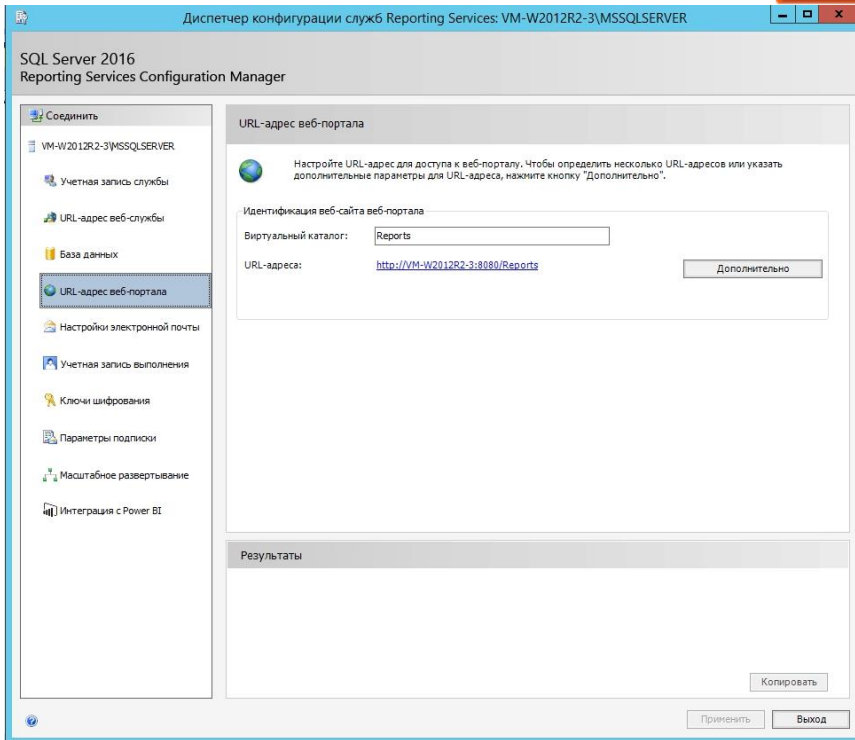 Диспетчер конфигурации служб Reporting Services: VM-W2012R2-3\MSSQLSERVER
SQL Server 2016
Reporting Services Configuration Manager
Соединить
VM-W2012R2-3\MSSQLSERVER
Учетная запись службы
URL-адрес веб-службы
База данных
URL-адрес веб-портала
Настройки электронной почты
Учетная запись выполнения
Ключи шифрования
Параметры подписки
Масштабное развертывание
Интеграция с Power BI
URL-адрес веб-портала
Настройте URL-адрес для доступа к веб-порталу. Чтобы определить несколько URL-адресов или указать
дополнительные параметры для URL-адреса, нажмите кнопку "Дополнительно".
Идентификация веб-сайта веб-портала
Виртуальный каталог: Reports
URL-адреса: http://VM-W2012R2-3:8080/Reports Дополнительно
Результаты
Копировать
Применить Выход